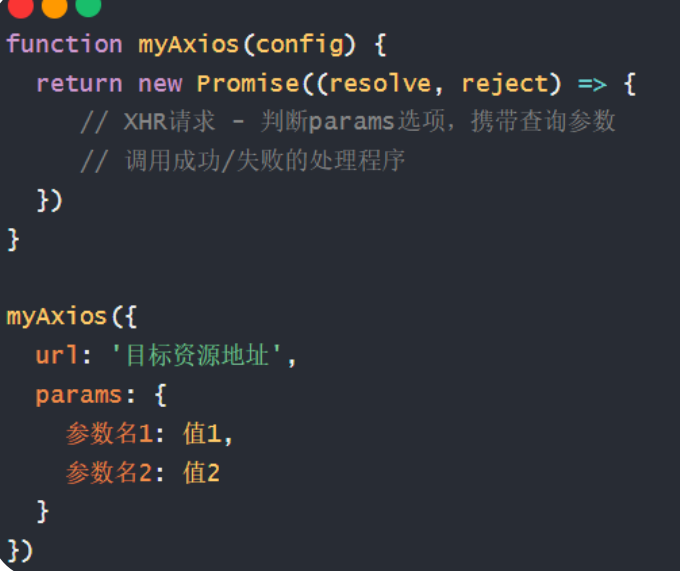 function myAxios(config) {
  return new Promise((resolve, reject) => {
     // XHR请求 - 判断params选项，携带查询参数
     // 调用成功/失败的处理程序
  })
}

myAxios({
  url: '目标资源地址',
  params: {
    参数名1: 值1,
    参数名2: 值2
  }
})